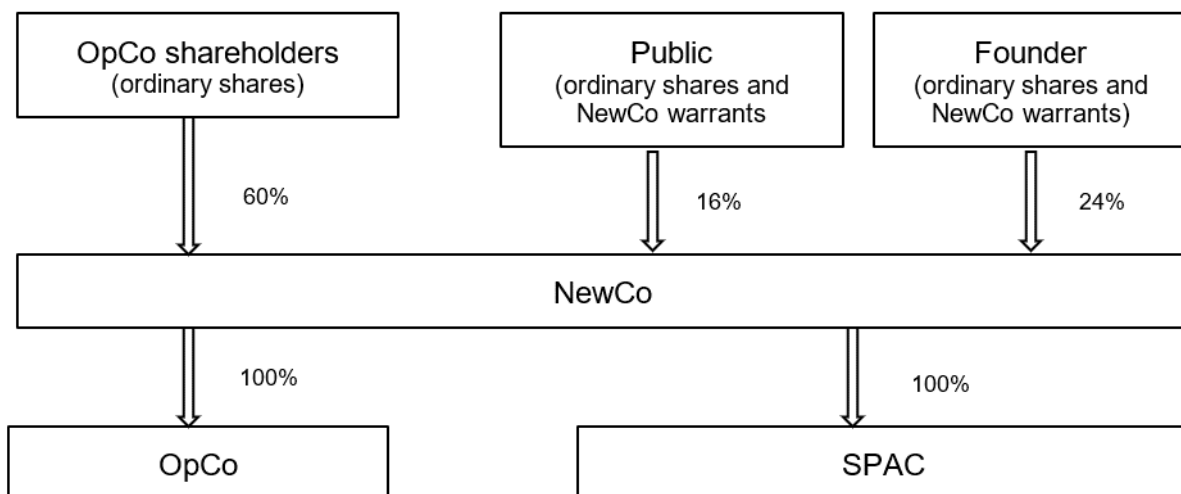 OpCo shareholders
(ordinary shares)
Public
(ordinary shares and
NewCo warrants
Founder
(ordinary shares and
NewCo warrants)
60%
16%
24%
NewCo
100%
100%
OpCo
SPAC